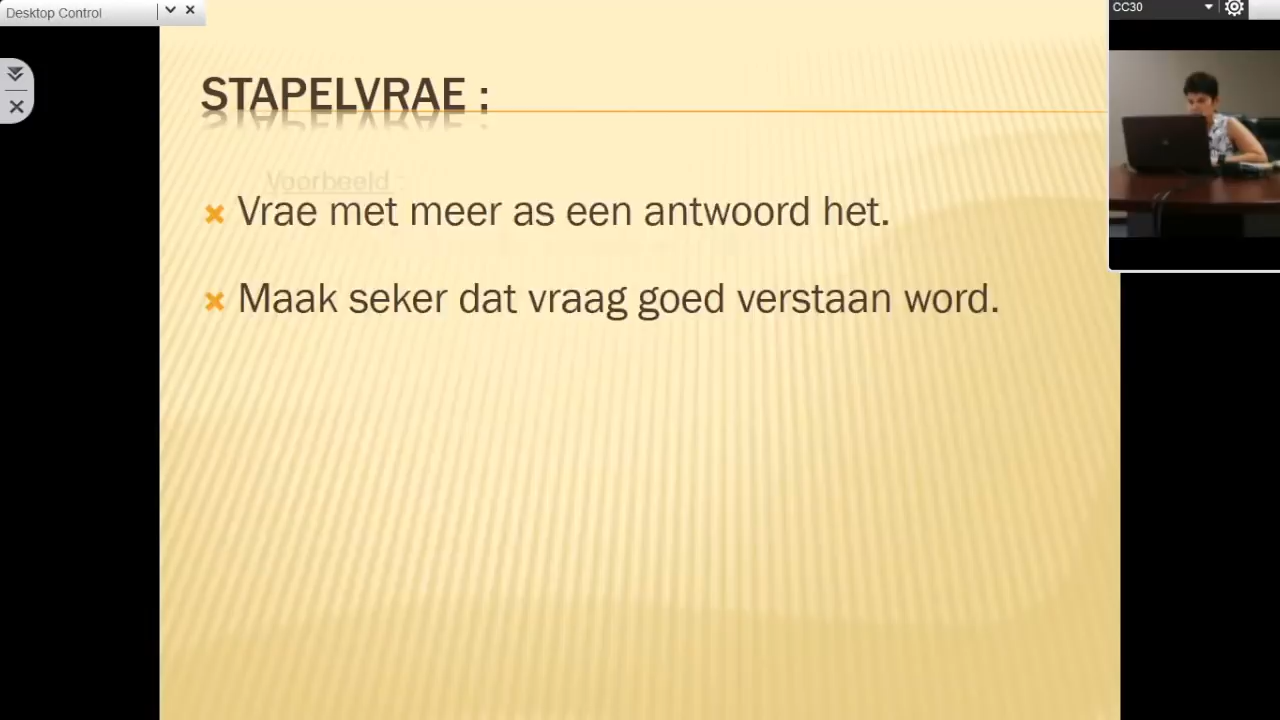 Desktop Control
CC30
STAPELVRAE :
Voorbeeld :
Vrae met meer as een antwoord het.
Maak seker dat vraag goed verstaan word.